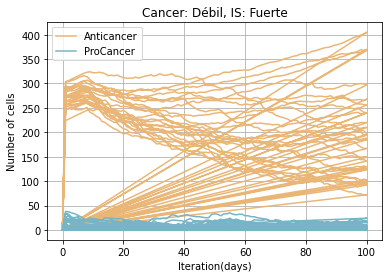 Cancer: Débil, IS: Fuerte
Anticancer
ProCancer
Number of cells
400
350
300
250
200
150
100
50
0
0 20 40 60 80 100
Iteration(days)